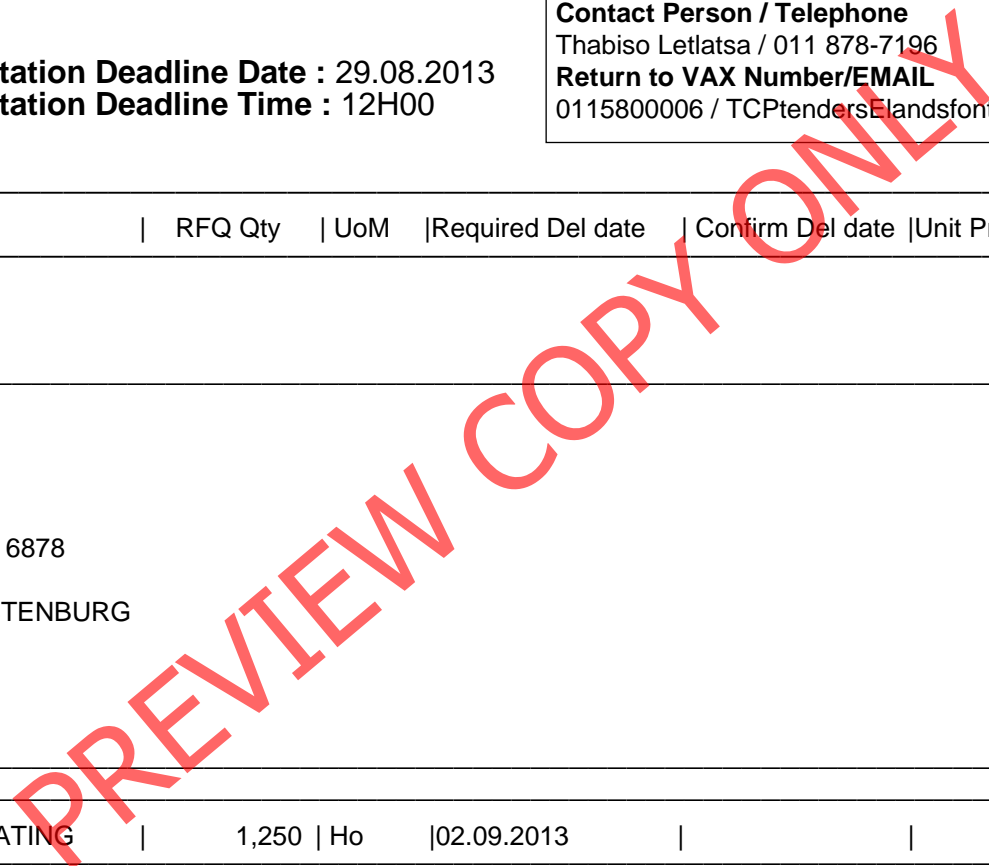 Contact Person / Telephone
Thabiso Letlatsa / 011 878-7196
tation Deadline Date : 29.08.2013
Return to VAX Number/EMAIL
tation Deadline Time : 12H00
0115800006 / TCPtendersElandsfont
| RFQ Qty | UoM |Required Del date | Confirm Del date |Unit Pr
6878
TENBURG
ATING | 1,250 | Ho |02.09.2013 | |
PREVIEW COPY ONLY